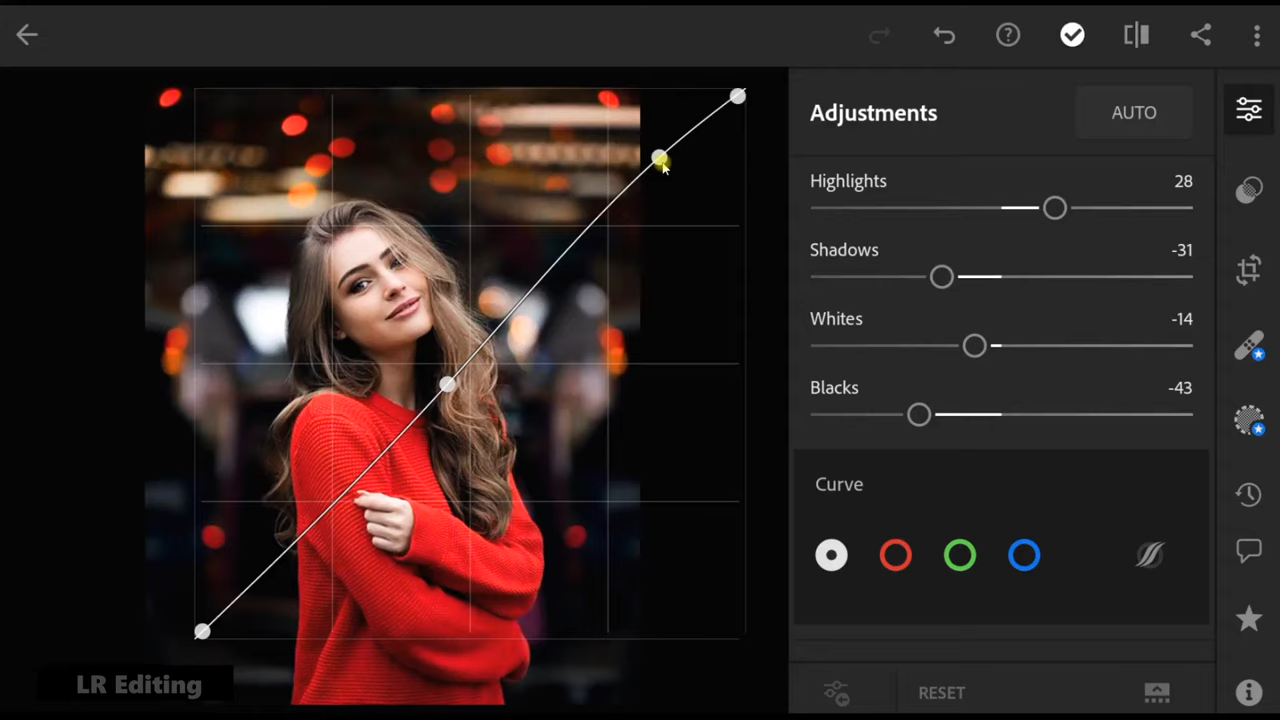 Adjustments
AUTO
Highlights 28
Shadows -31
Whites -14
Blacks -43
Curve
RESET
LR Editing